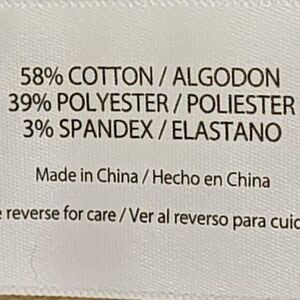 58% COTTON / ALGODON
39% POLYESTER / POLIESTER
3% SPANDEX / ELASTANO
Made in China / Hecho en China
reverse for care / Ver al reverso para